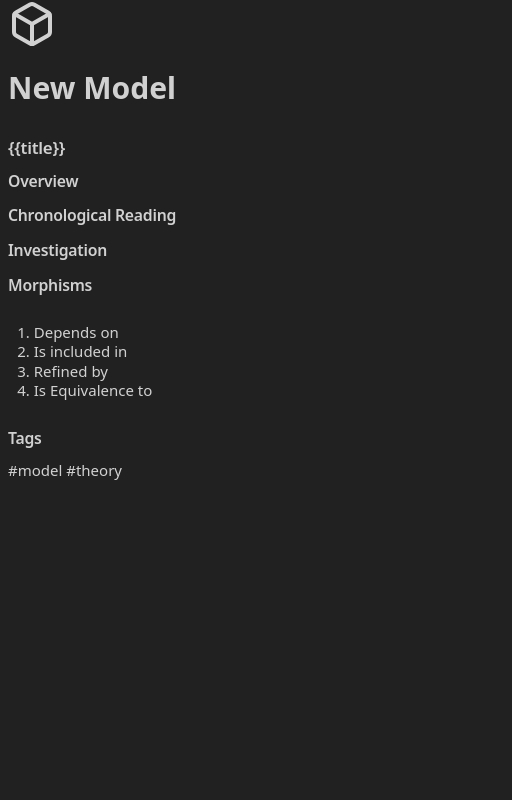 New Model
{{title}}
Overview
Chronological Reading
Investigation
Morphisms
1. Depends on
2. Is included in
3. Refined by
4. Is Equivalence to
Tags
#model #theory